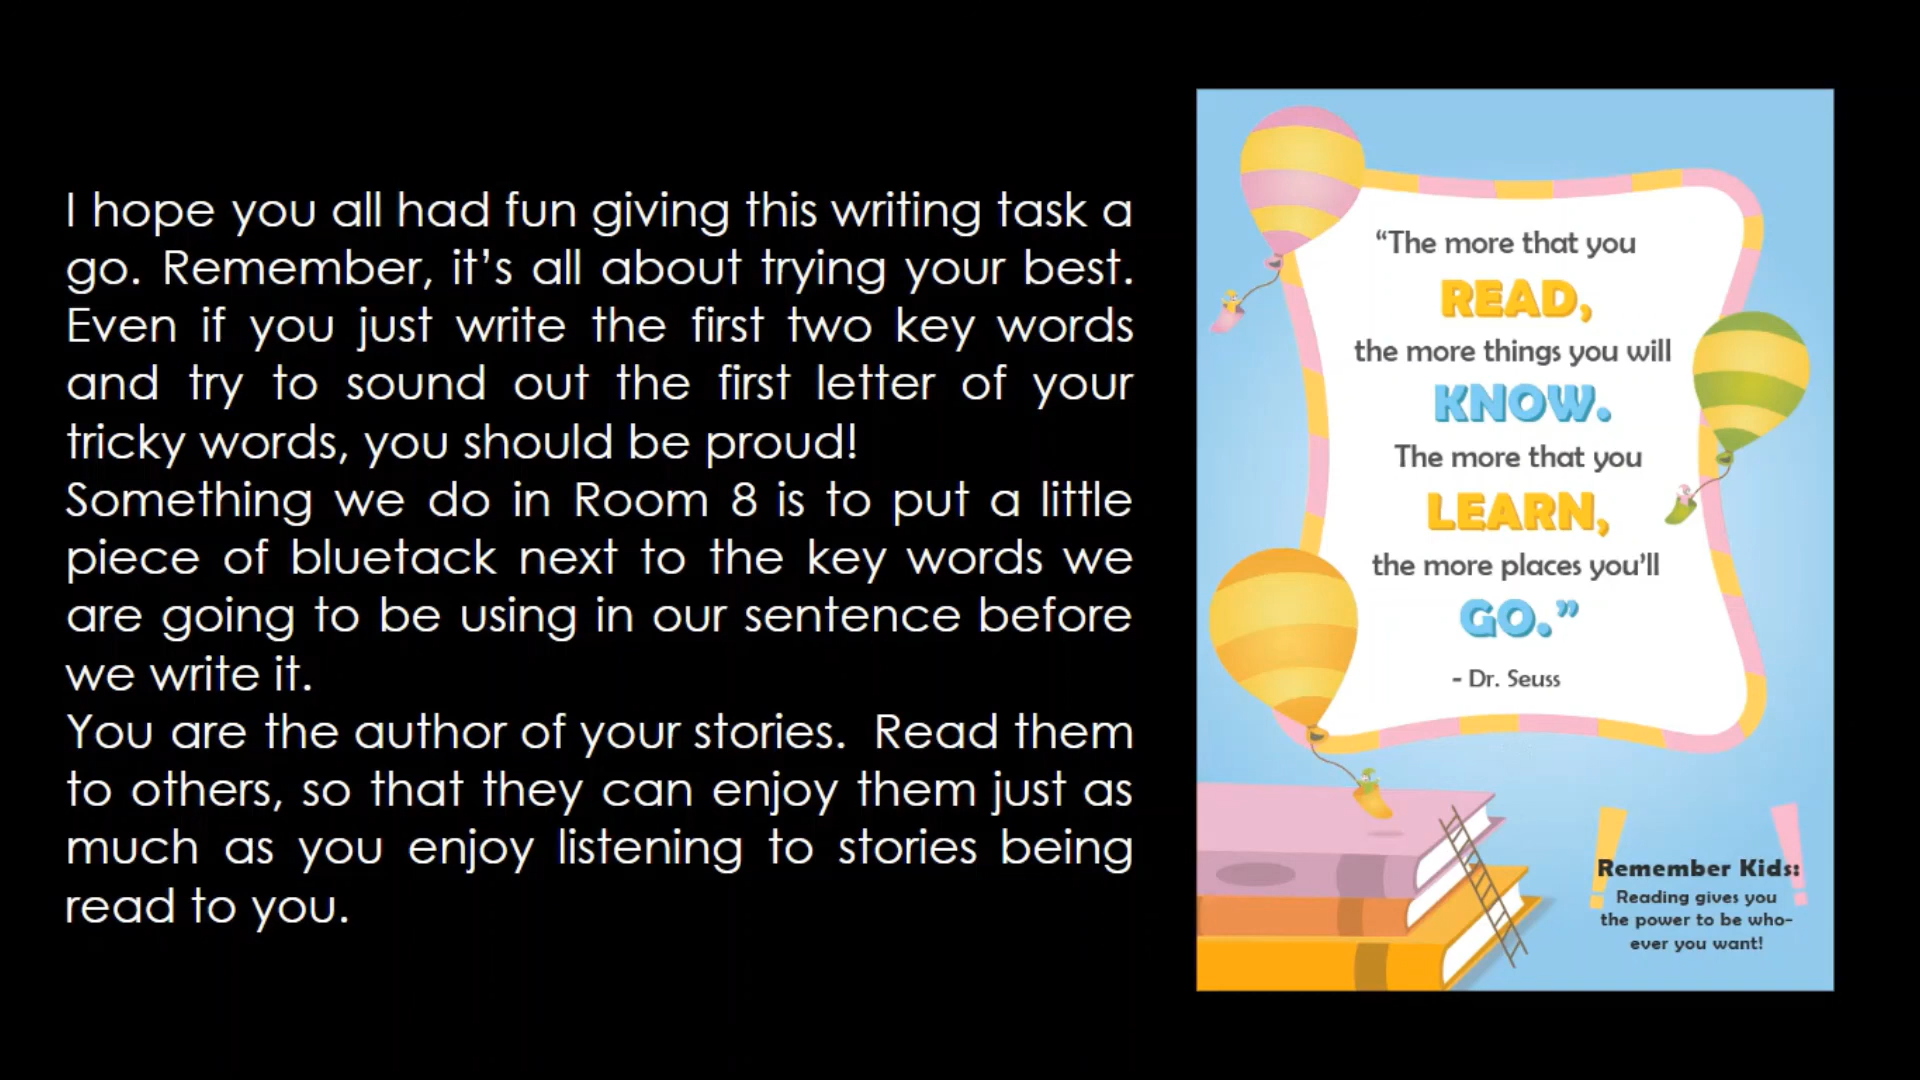 I hope you all had fun giving this writing task a
go. Remember, it’s all about trying your best.
Even if you just write the first two key words
and try to sound out the first letter of your
tricky words, you should be proud!
Something we do in Room 8 is to put a little
piece of bluetack next to the key words we
are going to be using in our sentence before
we write it.
You are the author of your stories.  Read them
to others, so that they can enjoy them just as
much as you enjoy listening to stories being
read to you.
“The more that you
READ,
the more things you will
KNOW.
The more that you
LEARN,
the more places you’ll
GO.”
- Dr. Seuss
Remember Kids:
Reading gives you
the power to be who-
ever you want!